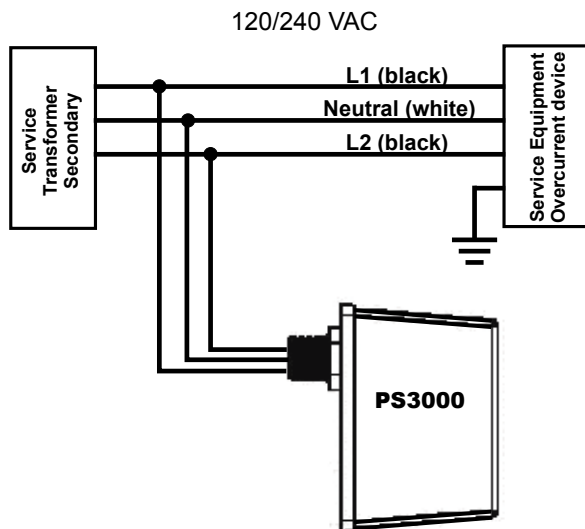 120/240 VAC
Service
Transformer
Secondary
L1 (black)
Neutral (white)
L2 (black)
Service Equipment
Overcurrent device
PS3000